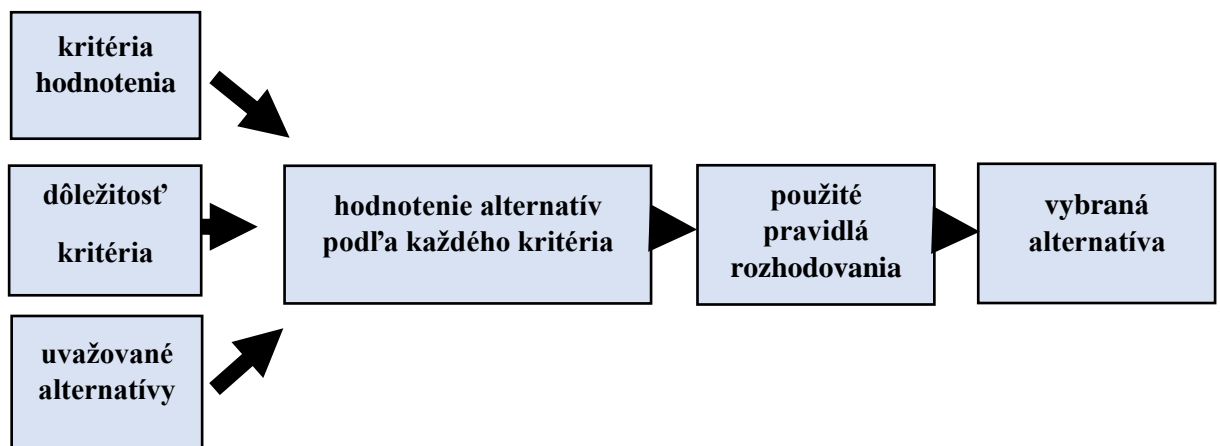 kritéria
hodnotenia
dôležitosť
kritéria
uvažované
alternatívy
hodnotenie alternatív
podľa každého kritéria
použité
pravidlá
rozhodovania
vybraná
alternatíva